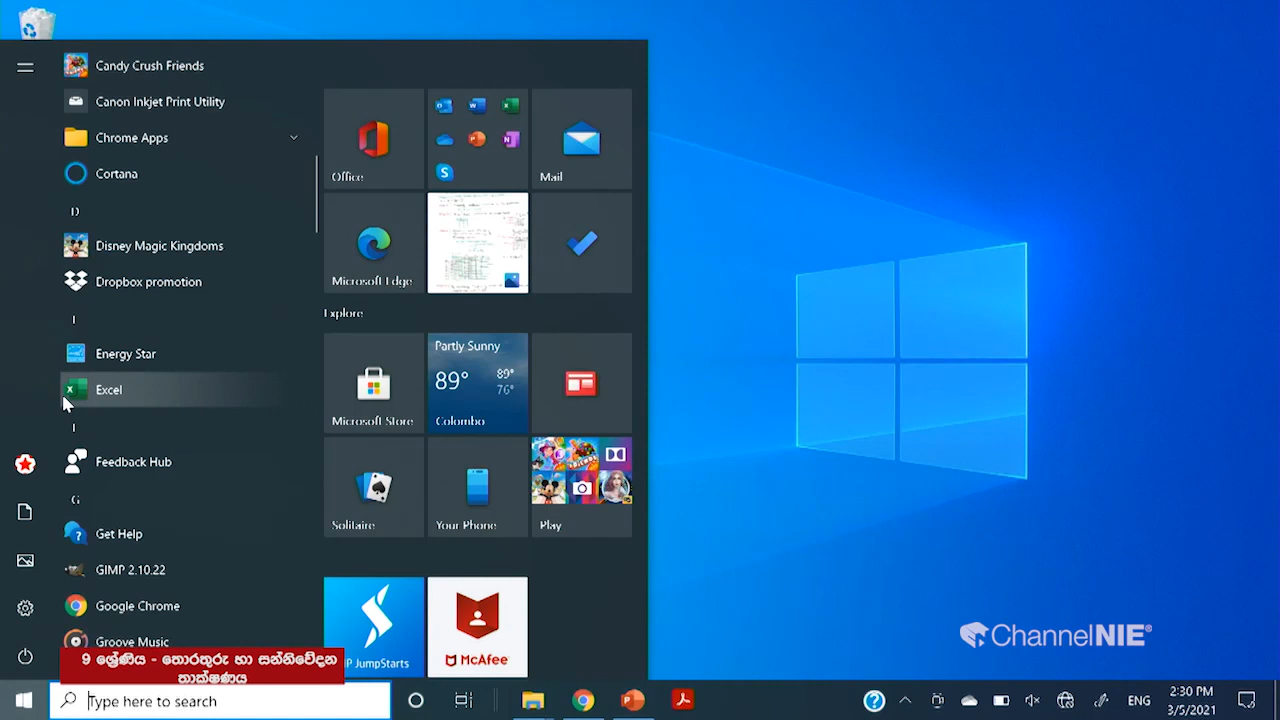 Candy Crush Friends
Canon Inkjet Print Utility
Chrome Apps
Cortana
D
Disney Magic Kingdoms
Dropbox promotion
Energy Star
Excel
Feedback Hub
G
Get Help
GIMP 2.10.22
Google Chrome
Groove Music
Office
Mail
Microsoft Edge
Explore
Microsoft Store
Partly Sunny
89° 89°
76°
Colombo
Solitaire
Your Phone
Play
P JumpStarts
McAfee
ChannelNIE®
9 ශ්‍රේණිය - තොරතුරු හා සන්නිවේදන
තාක්ෂණය
Type here to search
ENG
2:30 PM
3/5/2021